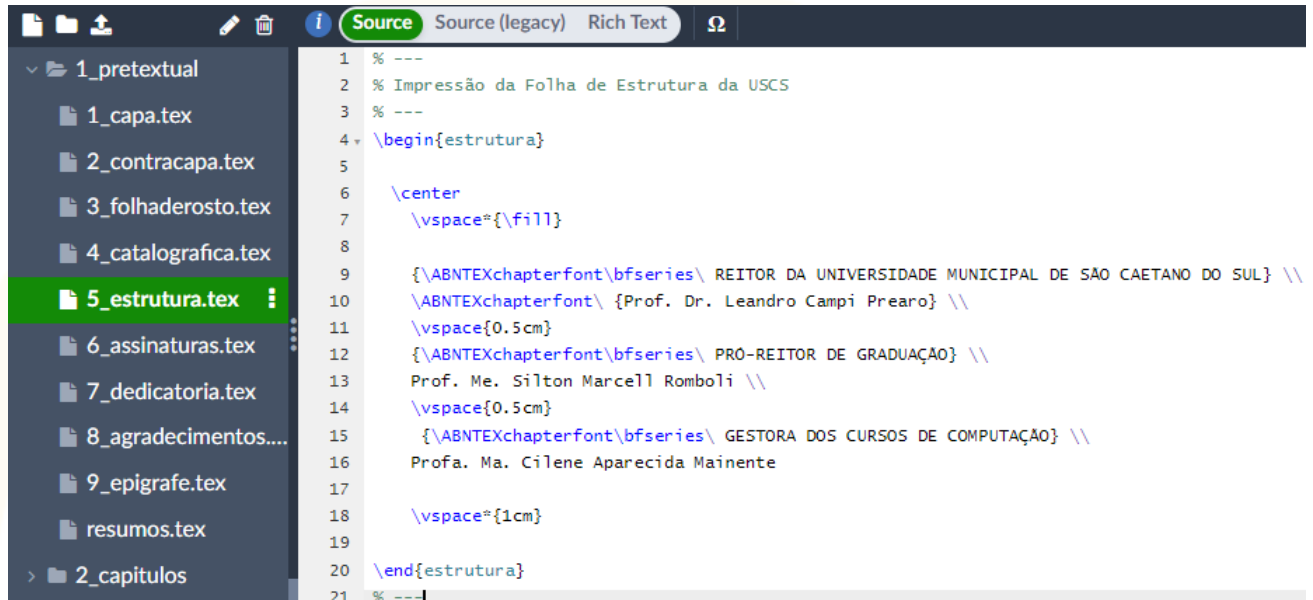 Source Source (legacy) Rich Text Ω
1_pretextual
1_capa.tex
2_contracapa.tex
3_folhaderosto.tex
4_catalografica.tex
5_estrutura.tex
6_assinaturas.tex
7_dedicatoria.tex
8_agradecimentos....
9_epigrafe.tex
resumos.tex
2_capitulos
1 % ---
2 % Impressão da Folha de Estrutura da USCS
3 % ---
4 \begin{estrutura}
5
6 \center
7 \vspace*{\fill}
8
9 {\ABNTEXchapterfont\bfseries\ REITOR DA UNIVERSIDADE MUNICIPAL DE SÃO CAETANO DO SUL} \\
10 \ABNTEXchapterfont\ {Prof. Dr. Leandro Campi Prearo} \\
11 \vspace{0.5cm}
12 {\ABNTEXchapterfont\bfseries\ PRÓ-REITOR DE GRADUAÇÃO} \\
13 Prof. Me. Silton Marcell Romboli \\
14 \vspace{0.5cm}
15 {\ABNTEXchapterfont\bfseries\ GESTORA DOS CURSOS DE COMPUTAÇÃO} \\
16 Profa. Ma. Cilene Aparecida Mainente
17
18 \vspace*{1cm}
19
20 \end{estrutura}
21 % ---